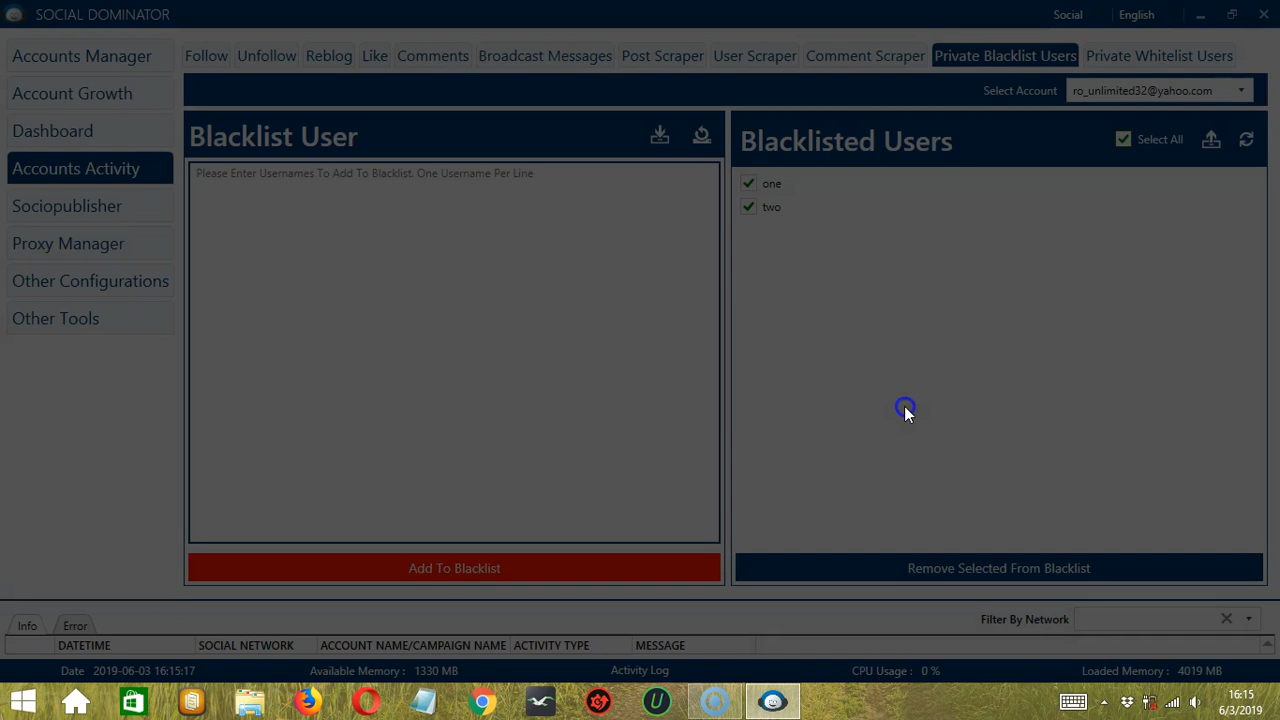 SOCIAL DOMINATOR
Social
English
Accounts Manager
Account Growth
Dashboard
Accounts Activity
Sociopublisher
Proxy Manager
Other Configurations
Other Tools
Follow
Unfollow
Reblog
Like
Comments
Broadcast Messages
Post Scraper
User Scraper
Comment Scraper
Private Blacklist Users
Private Whitelist Users
Select Account
ro_unlimited32@yahoo.com
Blacklist User
Please Enter Usernames To Add To Blacklist. One Username Per Line
Add To Blacklist
Blacklisted Users
Select All
one
two
Remove Selected From Blacklist
Info
Error
Filter By Network
DATETIME
SOCIAL NETWORK
ACCOUNT NAME/CAMPAIGN NAME
ACTIVITY TYPE
MESSAGE
Date 2019-06-03 16:15:17
Available Memory : 1330 MB
Activity Log
CPU Usage : 0 %
Loaded Memory : 4019 MB
16:15
6/3/2019